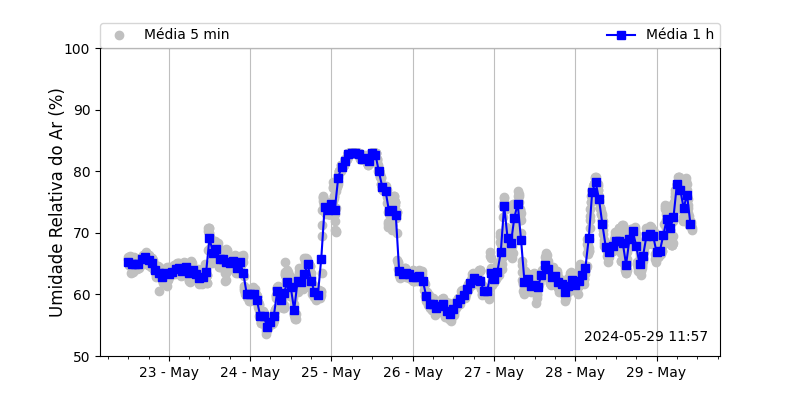 Média 5 min
Média 1 h
Umidade Relativa do Ar (%)
100
90
80
70
60
50
2024-05-29 11:57
23 - May
24 - May
25 - May
26 - May
27 - May
28 - May
29 - May